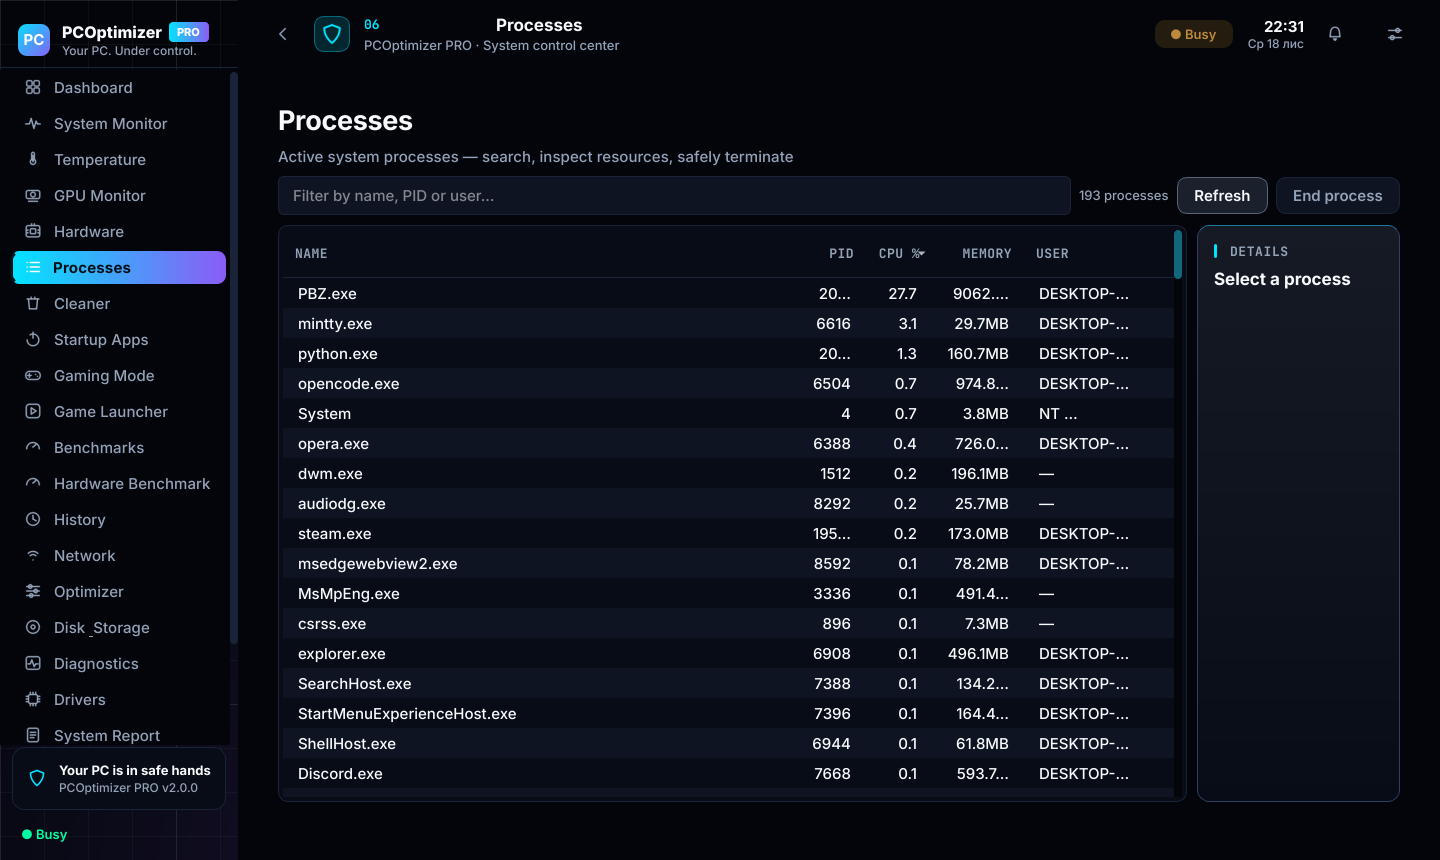 PC
PCOptimizer PRO
Your PC. Under control.
Dashboard
System Monitor
Temperature
GPU Monitor
Hardware
Processes
Cleaner
Startup Apps
Gaming Mode
Game Launcher
Benchmarks
Hardware Benchmark
History
Network
Optimizer
Disk _Storage
Diagnostics
Drivers
System Report
Your PC is in safe hands
PCOptimizer PRO v2.0.0
Busy
06 Processes
PCOptimizer PRO · System control center
Busy
22:31
Ср 18 лис
Processes
Active system processes — search, inspect resources, safely terminate
Filter by name, PID or user...
193 processes
Refresh
End process
NAME PID CPU % MEMORY USER
PBZ.exe 20... 27.7 9062.... DESKTOP-...
mintty.exe 6616 3.1 29.7MB DESKTOP-...
python.exe 20... 1.3 160.7MB DESKTOP-...
opencode.exe 6504 0.7 974.8... DESKTOP-...
System 4 0.7 3.8MB NT ...
opera.exe 6388 0.4 726.0... DESKTOP-...
dwm.exe 1512 0.2 196.1MB —
audiodg.exe 8292 0.2 25.7MB —
steam.exe 195... 0.2 173.0MB DESKTOP-...
msedgewebview2.exe 8592 0.1 78.2MB DESKTOP-...
MsMpEng.exe 3336 0.1 491.4... —
csrss.exe 896 0.1 7.3MB —
explorer.exe 6908 0.1 496.1MB DESKTOP-...
SearchHost.exe 7388 0.1 134.2... DESKTOP-...
StartMenuExperienceHost.exe 7396 0.1 164.4... DESKTOP-...
ShellHost.exe 6944 0.1 61.8MB DESKTOP-...
Discord.exe 7668 0.1 593.7... DESKTOP-...
DETAILS
Select a process